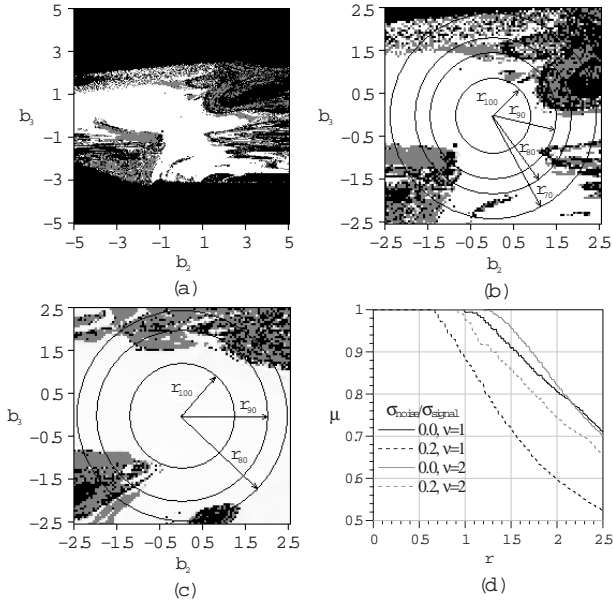 5
3
1
b3
-1
-3
-5
-5 -3 -1 1 3 5
b2
(a)
2.5
1.5
0.5
b3
-0.5
-1.5
-2.5
r100
r90
r80
r70
-2.5 -1.5 -0.5 0.5 1.5 2.5
b2
(b)
2.5
1.5
0.5
b3
-0.5
-1.5
-2.5
r100
r90
r80
-2.5 -1.5 -0.5 0.5 1.5 2.5
b2
(c)
1
0.9
0.8
μ
0.7
0.6
0.5
σnoise/σsignal
0.0, ν=1
0.2, ν=1
0.0, ν=2
0.2, ν=2
0 0.5 1 1.5 2 2.5
r
(d)